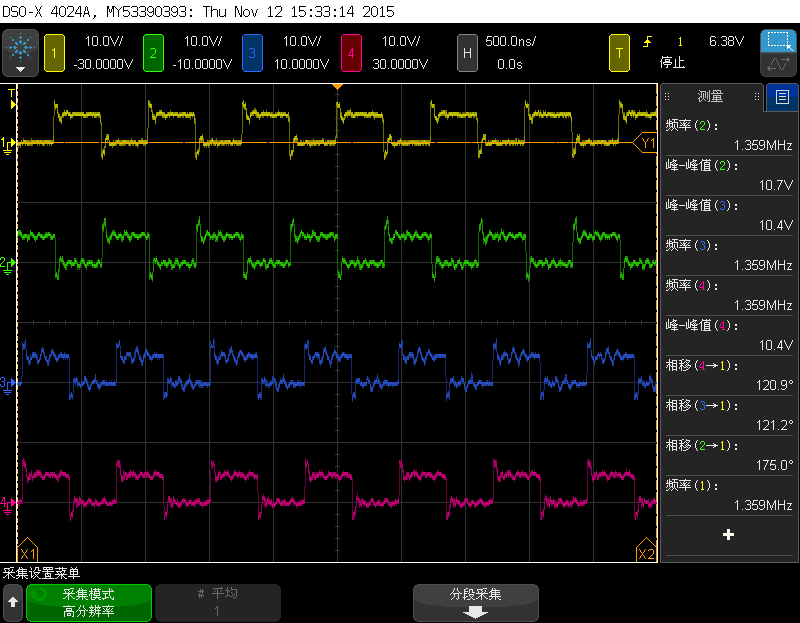 DSO-X 4024A, MY53390393: Thu Nov 12 15:33:14 2015
1 10.0V/ -30.0000V
2 10.0V/ -10.0000V
3 10.0V/ 10.0000V
4 10.0V/ 30.0000V
H 500.0ns/ 0.0s
T 1 6.38V
停止
测量
频率(2):
1.359MHz
峰-峰值(2):
10.7V
峰-峰值(3):
10.4V
频率(3):
1.359MHz
频率(4):
1.359MHz
峰-峰值(4):
10.4V
相移(4→1):
120.9°
相移(3→1):
121.2°
相移(2→1):
175.0°
频率(1):
1.359MHz
T
1
Y1
2
3
4
X1
X2
采集设置菜单
采集模式
高分辨率
# 平均
1
分段采集